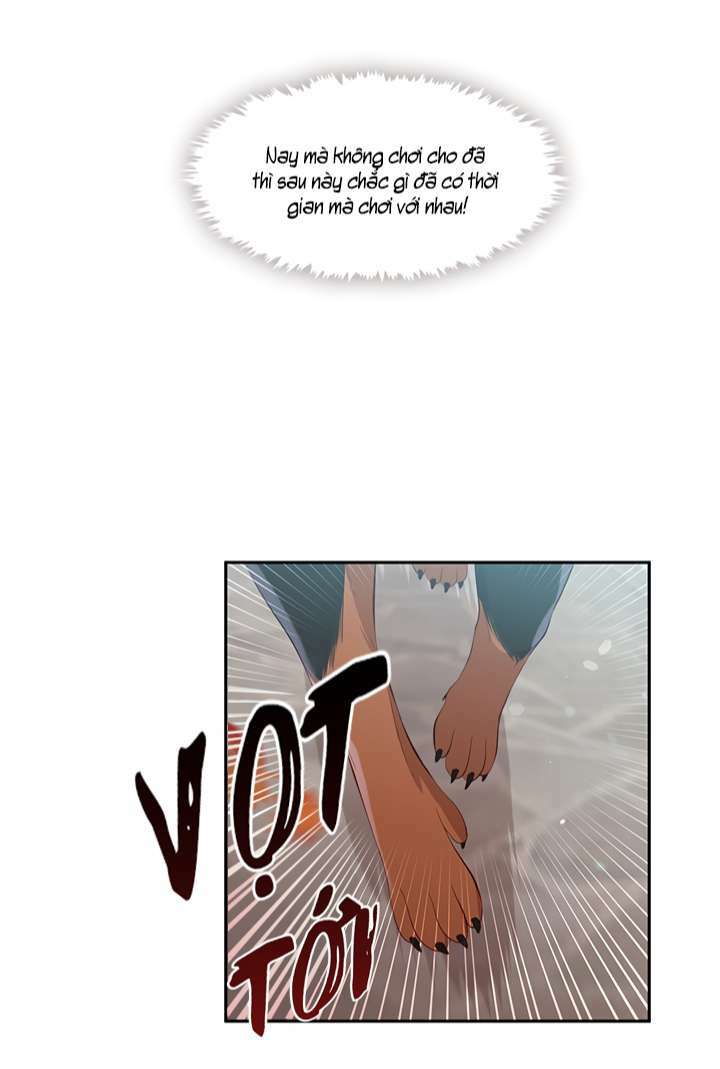 Nay mà không chơi cho đã
thì sau này chắc gì đã có thời
gian mà chơi với nhau!
VỌT
TỚI